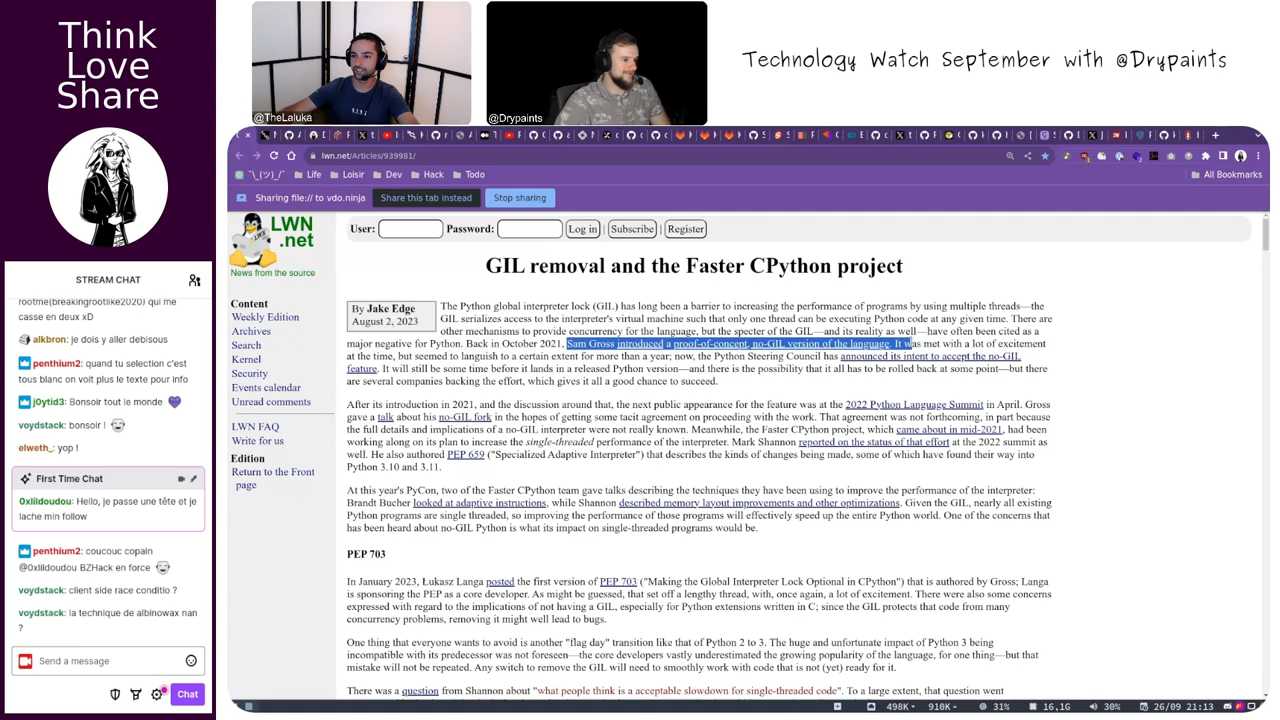 Think
Love
Share
@TheLaluka
@Drypaints
Technology Watch September with @Drypaints
lwn.net/Articles/939981/
¯\_(ツ)_/¯
Life
Loisir
Dev
Hack
Todo
All Bookmarks
Sharing file:// to vdo.ninja
Share this tab instead
Stop sharing
LWN
.net
News from the source
User:
Password:
Log in
|
Subscribe
|
Register
Content
Weekly Edition
Archives
Search
Kernel
Security
Events calendar
Unread comments
LWN FAQ
Write for us
Edition
Return to the Front
page
GIL removal and the Faster CPython project
By Jake Edge
August 2, 2023
The Python global interpreter lock (GIL) has long been a barrier to increasing the performance of programs by using multiple threads—the
GIL serializes access to the interpreter's virtual machine such that only one thread can be executing Python code at any given time. There are
other mechanisms to provide concurrency for the language, but the specter of the GIL—and its reality as well—have often been cited as a
major negative for Python. Back in October 2021, Sam Gross introduced a proof-of-concept, no-GIL version of the language. It was met with a lot of excitement
at the time, but seemed to languish to a certain extent for more than a year; now, the Python Steering Council has announced its intent to accept the no-GIL
feature. It will still be some time before it lands in a released Python version—and there is the possibility that it all has to be rolled back at some point—but there
are several companies backing the effort, which gives it all a good chance to succeed.
After its introduction in 2021, and the discussion around that, the next public appearance for the feature was at the 2022 Python Language Summit in April. Gross
gave a talk about his no-GIL fork in the hopes of getting some tacit agreement on proceeding with the work. That agreement was not forthcoming, in part because
the full details and implications of a no-GIL interpreter were not really known. Meanwhile, the Faster CPython project, which came about in mid-2021, had been
working along on its plan to increase the single-threaded performance of the interpreter. Mark Shannon reported on the status of that effort at the 2022 summit as
well. He also authored PEP 659 ("Specialized Adaptive Interpreter") that describes the kinds of changes being made, some of which have found their way into
Python 3.10 and 3.11.
At this year's PyCon, two of the Faster CPython team gave talks describing the techniques they have been using to improve the performance of the interpreter:
Brandt Bucher looked at adaptive instructions, while Shannon described memory layout improvements and other optimizations. Given the GIL, nearly all existing
Python programs are single threaded, so improving the performance of those programs will effectively speed up the entire Python world. One of the concerns that
has been heard about no-GIL Python is what its impact on single-threaded programs would be.
PEP 703
In January 2023, Łukasz Langa posted the first version of PEP 703 ("Making the Global Interpreter Lock Optional in CPython") that is authored by Gross; Langa
is sponsoring the PEP as a core developer. As might be guessed, that set off a lengthy thread, with, once again, a lot of excitement. There were also some concerns
expressed with regard to the implications of not having a GIL, especially for Python extensions written in C; since the GIL protects that code from many
concurrency problems, removing it might well lead to bugs.
One thing that everyone wants to avoid is another "flag day" transition like that of Python 2 to 3. The huge and unfortunate impact of Python 3 being
incompatible with its predecessor was not foreseen—the core developers vastly underestimated the growing popularity of the language, for one thing—but that
mistake will not be repeated. Any switch to remove the GIL will need to smoothly work with code that is not (yet) ready for it.
There was a question from Shannon about "what people think is a acceptable slowdown for single-threaded code". To a large extent, that question went
STREAM CHAT
rootme(breakingrootlike2020) qui me
casse en deux xD
alkbron: je dois y aller debisous
penthium2: quand tu selection c'est
tous blanc on voit plus le texte pour info
j0ytid3: Bonsoir tout le monde 💜
voydstack: bonsoir !
elweth_: yop !
First Time Chat
0xlildoudou: Hello, je passe une tête et je
lache min follow
penthium2: coucouc copain
@0xlildoudou BZHack en force
voydstack: client side race conditio ?
voydstack: la technique de albinowax nan
?
Send a message
Chat
498K
910K
31%
16,1G
30%
26/09 21:13